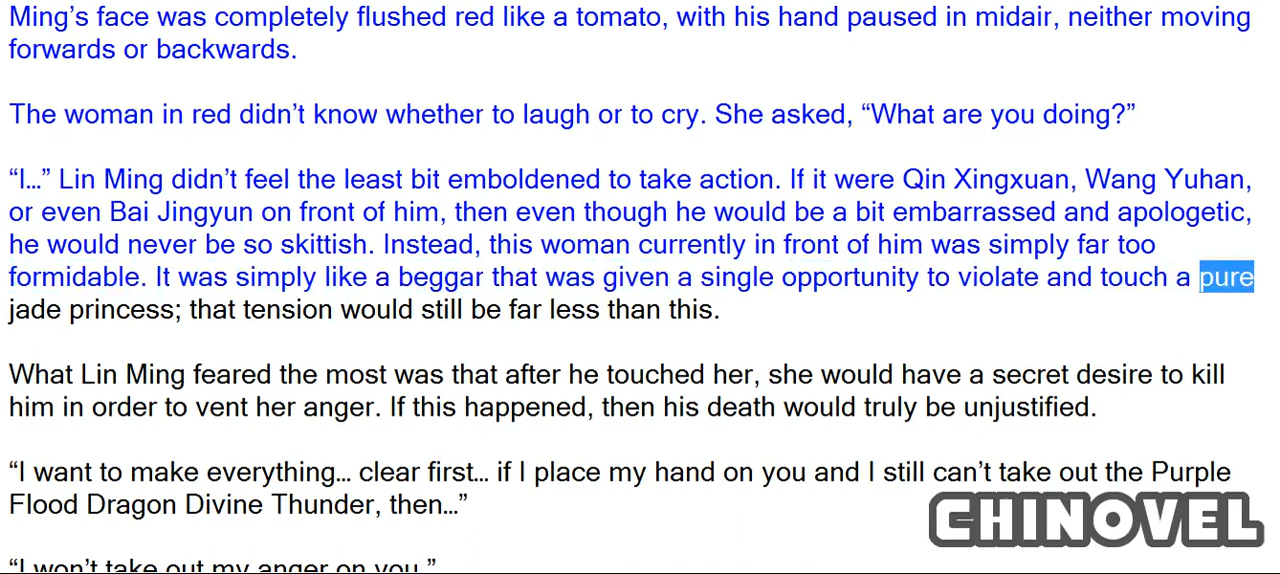 Ming’s face was completely flushed red like a tomato, with his hand paused in midair, neither moving
forwards or backwards.
The woman in red didn’t know whether to laugh or to cry. She asked, “What are you doing?”
“I…” Lin Ming didn’t feel the least bit emboldened to take action. If it were Qin Xingxuan, Wang Yuhan,
or even Bai Jingyun on front of him, then even though he would be a bit embarrassed and apologetic,
he would never be so skittish. Instead, this woman currently in front of him was simply far too
formidable. It was simply like a beggar that was given a single opportunity to violate and touch a pure
jade princess; that tension would still be far less than this.
What Lin Ming feared the most was that after he touched her, she would have a secret desire to kill
him in order to vent her anger. If this happened, then his death would truly be unjustified.
“I want to make everything… clear first… if I place my hand on you and I still can’t take out the Purple
Flood Dragon Divine Thunder, then…”
CHINOVEL
“I won’t take out my anger on you.”